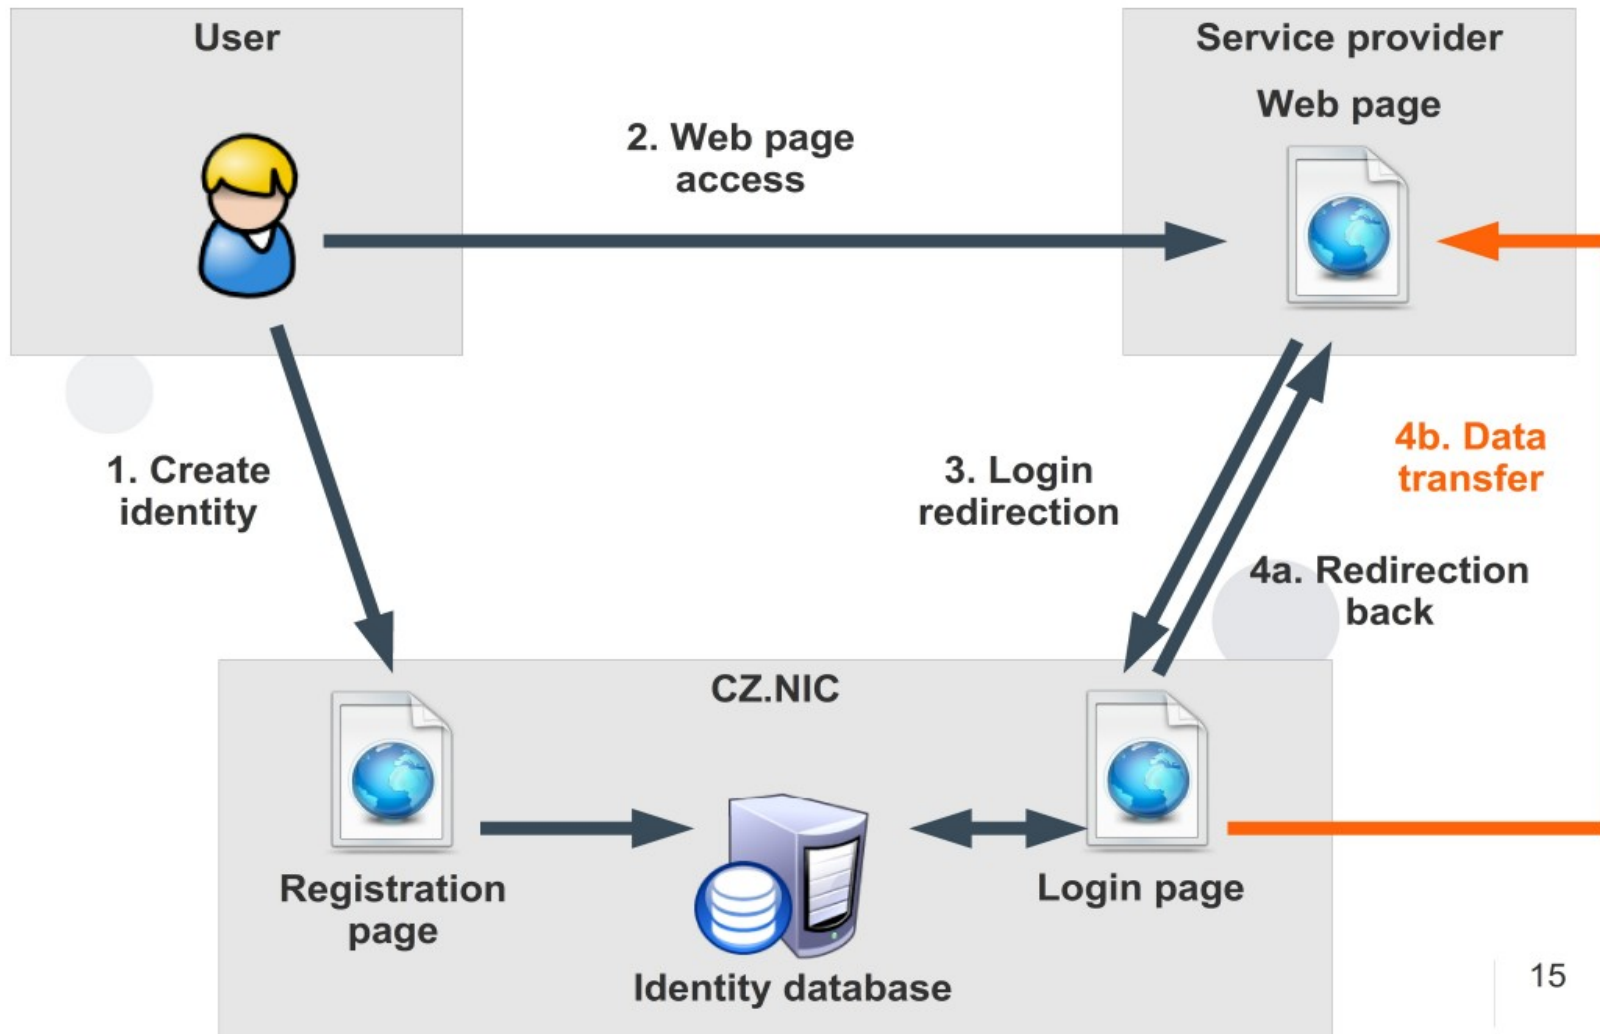 User
Service provider
Web page
2. Web page
access
1. Create
identity
3. Login
redirection
4b. Data
transfer
4a. Redirection
back
CZ.NIC
Registration
page
Login page
Identity database
15